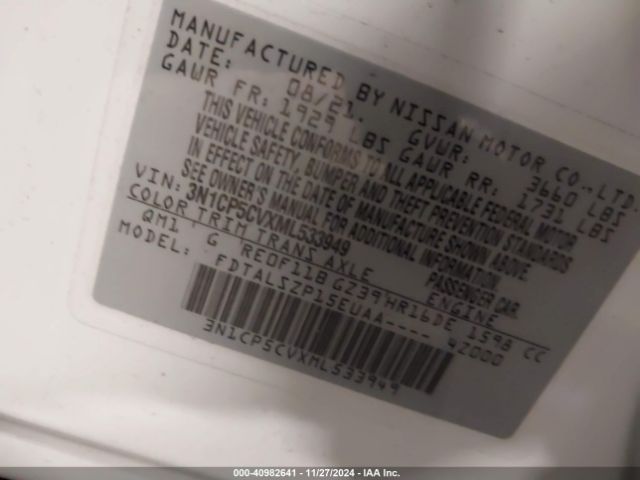 MANUFACTURED BY NISSAN MOTOR CO., LTD.
DATE: 08/21. GVWR: 3660 LBS
GAWR FR: 1929 LBS GAWR RR: 1731 LBS
THIS VEHICLE CONFORMS TO ALL APPLICABLE FEDERAL MOTOR
VEHICLE SAFETY, BUMPER AND THEFT PREVENTION STANDARDS
IN EFFECT ON THE DATE OF MANUFACTURE SHOWN ABOVE.
SEE OWNER'S MANUAL FOR ADDITIONAL INFORMATION.
VIN: 3N1CP5CVXML533949 PASSENGER CAR
COLOR TRIM TRANS AXLE ENGINE
QM1 G RE0F11B GZ39 HR16DE 1598 CC
MODEL: FDTALSZP15EUAA---- 4Z000
3N1CP5CVXML533949
000-40982641 - 11/27/2024 - IAA Inc.